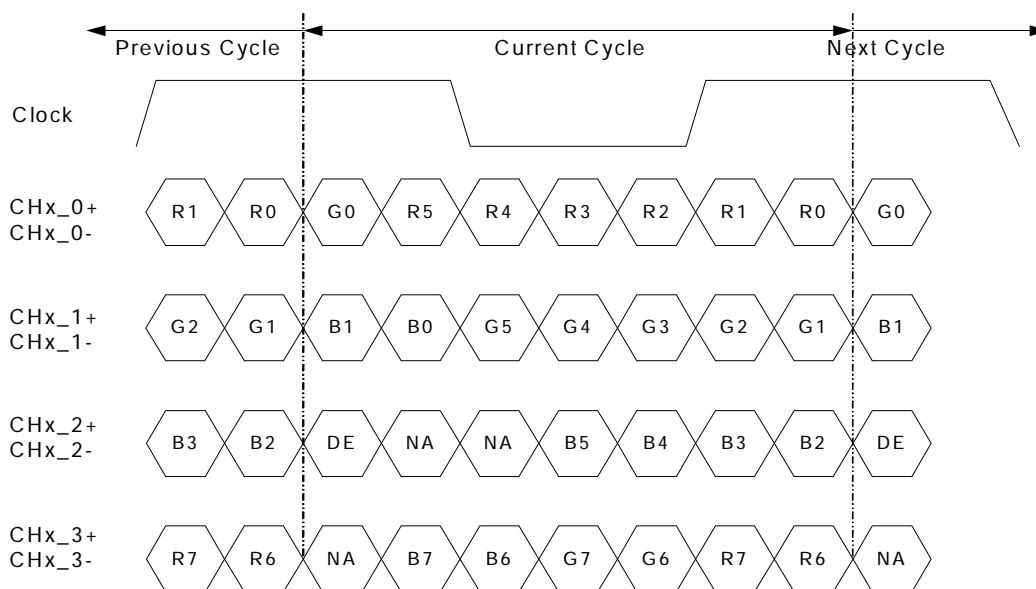 Previous Cycle Current Cycle Next Cycle
Clock
CHx_0+
CHx_0-
R1 R0 G0 R5 R4 R3 R2 R1 R0 G0
CHx_1+
CHx_1-
G2 G1 B1 B0 G5 G4 G3 G2 G1 B1
CHx_2+
CHx_2-
B3 B2 DE NA NA B5 B4 B3 B2 DE
CHx_3+
CHx_3-
R7 R6 NA B7 B6 G7 G6 R7 R6 NA